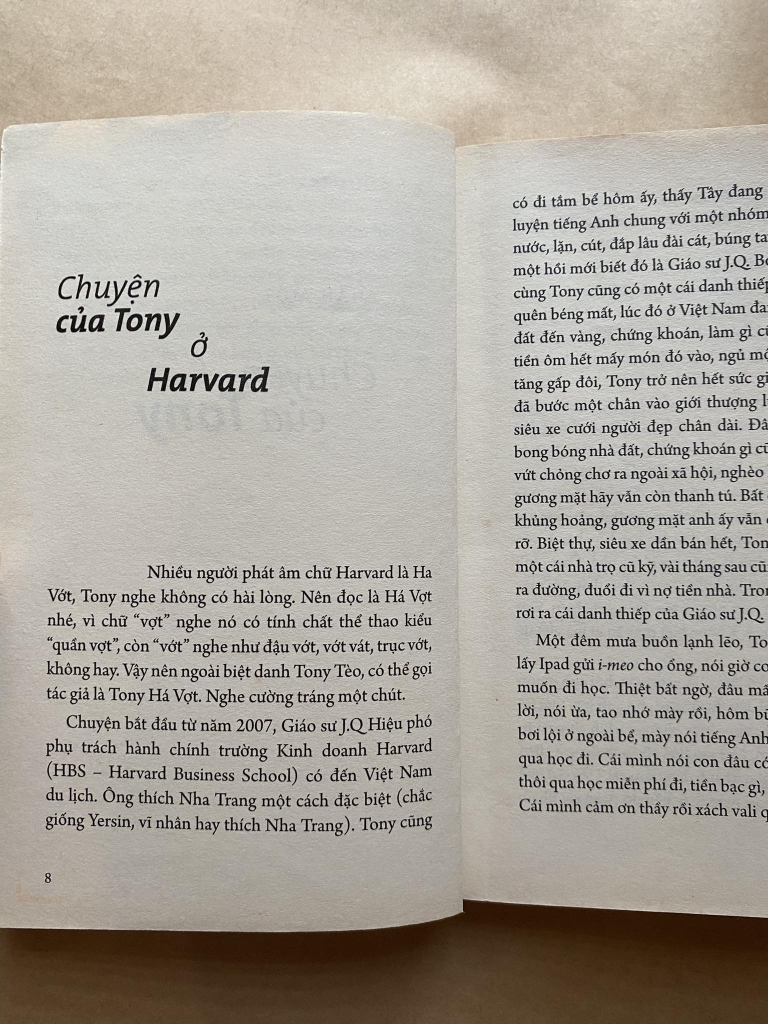 Chuyện
của Tony
ở
Harvard
Nhiều người phát âm chữ Harvard là Ha
Vớt, Tony nghe không có hài lòng. Nên đọc là Há Vợt
nhé, vì chữ “vợt” nghe nó có tính chất thể thao kiểu
“quần vợt”, còn “vớt” nghe như đậu vớt, vớt vát, trục vớt,
không hay. Vậy nên ngoài biệt danh Tony Tèo, có thể gọi
tác giả là Tony Há Vợt. Nghe cường tráng một chút.
Chuyện bắt đầu từ năm 2007, Giáo sư J.Q Hiệu phó
phụ trách hành chính trường Kinh doanh Harvard
(HBS – Harvard Business School) có đến Việt Nam
du lịch. Ông thích Nha Trang một cách đặc biệt (chắc
giống Yersin, vĩ nhân hay thích Nha Trang). Tony cũng
8
có đi tắm bể hôm ấy, thấy Tây đang
luyện tiếng Anh chung với một nhóm
nước, lặn, cút, đắp lâu đài cát, búng
một hồi mới biết đó là Giáo sư J.Q.
cùng Tony cũng có một cái danh thiếp
quên béng mất, lúc đó ở Việt Nam
đất đến vàng, chứng khoán, làm gì
tiền ôm hết mấy món đó vào, ngủ
tăng gấp đôi, Tony trở nên hết sức
đã bước một chân vào giới thượng
siêu xe cưới người đẹp chân dài.
bong bóng nhà đất, chứng khoán gì
vứt chỏng chơ ra ngoài xã hội, nghèo
gương mặt hãy vẫn còn thanh tú. Bất
khủng hoảng, gương mặt anh ấy vẫn
rỡ. Biệt thự, siêu xe dần bán hết,
một cái nhà trọ cũ kỹ, vài tháng sau
ra đường, đuổi đi vì nợ tiền nhà.
rơi ra cái danh thiếp của Giáo sư J.Q.
Một đêm mưa buồn lạnh lẽo,
lấy Ipad gửi i-meo cho ổng, nói giờ
muốn đi học. Thiệt bất ngờ, đâu
lời, nói ừa, tao nhớ mày rồi, hôm
bơi lội ở ngoài bể, mày nói tiếng Anh
qua học đi. Cái mình nói con đâu có
thôi qua học miễn phí đi, tiền bạc gì,
Cái mình cảm ơn thầy rồi xách vali